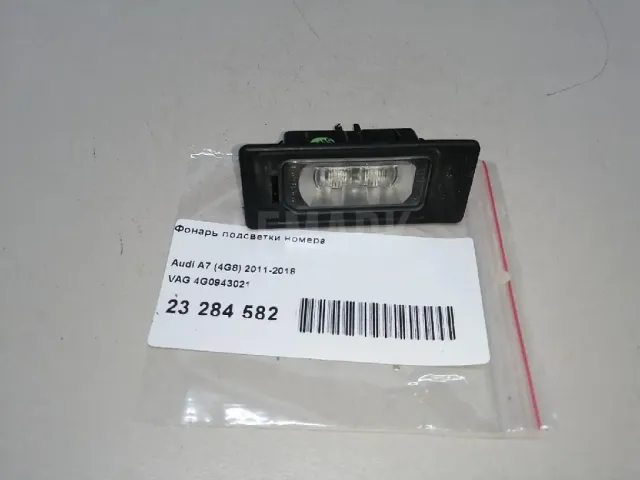 Фонарь подсветки номера
Audi A7 (4G8) 2011-2018
VAG 4G0943021
23 284 582